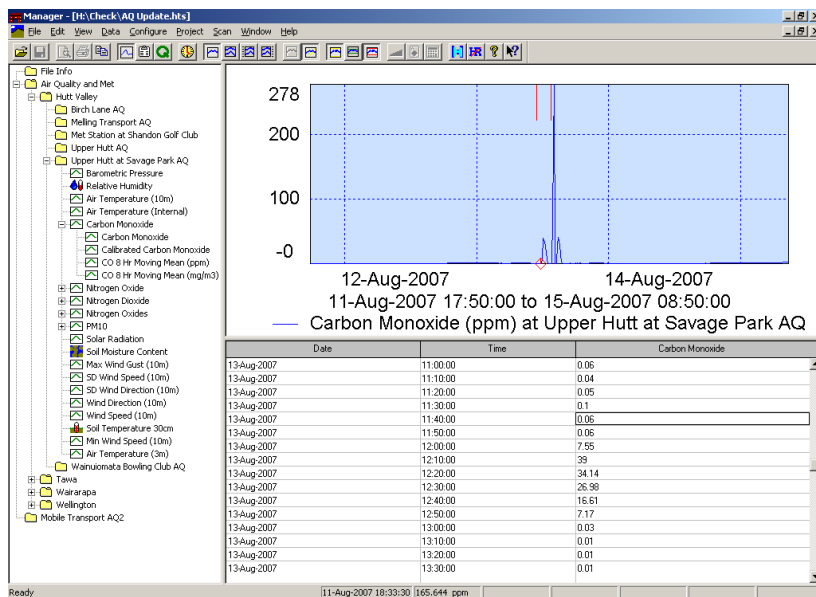 Manager - [H:\Check\AQ Update.hts]
File Edit View Data Configure Project Scan Window Help
File Info
Air Quality and Met
Hutt Valley
Birch Lane AQ
Melling Transport AQ
Met Station at Shandon Golf Club
Upper Hutt AQ
Upper Hutt at Savage Park AQ
Barometric Pressure
Relative Humidity
Air Temperature (10m)
Air Temperature (Internal)
Carbon Monoxide
Carbon Monoxide
Calibrated Carbon Monoxide
CO 8 Hr Moving Mean (ppm)
CO 8 Hr Moving Mean (mg/m3)
Nitrogen Oxide
Nitrogen Dioxide
Nitrogen Oxides
PM10
Solar Radiation
Soil Moisture Content
Max Wind Gust (10m)
SD Wind Speed (10m)
SD Wind Direction (10m)
Wind Direction (10m)
Wind Speed (10m)
Soil Temperature 30cm
Min Wind Speed (10m)
Air Temperature (3m)
Wainuiomata Bowling Club AQ
Tawa
Wairarapa
Wellington
Mobile Transport AQ2
278
200
100
-0
12-Aug-2007 14-Aug-2007
11-Aug-2007 17:50:00 to 15-Aug-2007 08:50:00
Carbon Monoxide (ppm) at Upper Hutt at Savage Park AQ
Date Time Carbon Monoxide
13-Aug-2007 11:00:00 0.06
13-Aug-2007 11:10:00 0.04
13-Aug-2007 11:20:00 0.05
13-Aug-2007 11:30:00 0.1
13-Aug-2007 11:40:00 0.06
13-Aug-2007 11:50:00 0.06
13-Aug-2007 12:00:00 7.55
13-Aug-2007 12:10:00 39
13-Aug-2007 12:20:00 34.14
13-Aug-2007 12:30:00 26.98
13-Aug-2007 12:40:00 16.61
13-Aug-2007 12:50:00 7.17
13-Aug-2007 13:00:00 0.03
13-Aug-2007 13:10:00 0.01
13-Aug-2007 13:20:00 0.01
13-Aug-2007 13:30:00 0.01
Ready 11-Aug-2007 18:33:30 165.644 ppm